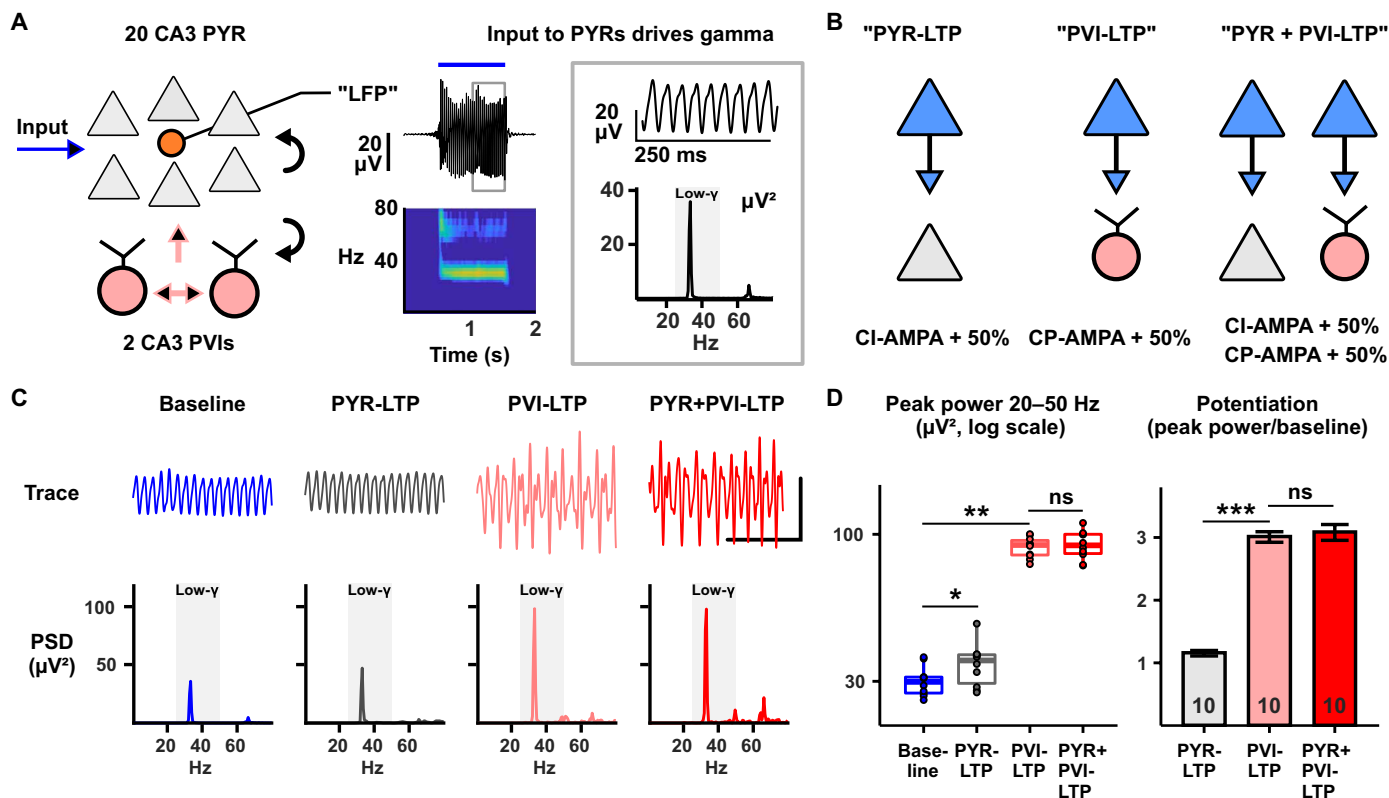 A
20 CA3 PYR
Input
"LFP"
2 CA3 PVIs
Input to PYRs drives gamma
20
µV
80
Hz
40
1
2
Time (s)
20
µV
250 ms
40
Low-γ
µV²
20
20
40
60
Hz
B
"PYR-LTP
"PVI-LTP"
"PYR + PVI-LTP"
CI-AMPA + 50%
CP-AMPA + 50%
CI-AMPA + 50%
CP-AMPA + 50%
C
Baseline
PYR-LTP
PVI-LTP
PYR+PVI-LTP
Trace
PSD
(µV²)
100
50
Low-γ
Low-γ
Low-γ
Low-γ
20
40
60
20
40
60
20
40
60
20
40
60
Hz
Hz
Hz
Hz
D
Peak power 20–50 Hz
(µV², log scale)
100
30
**
ns
*
Base-
line
PYR-
LTP
PVI-
LTP
PYR+
PVI-
LTP
Potentiation
(peak power/baseline)
3
2
1
***
ns
10
10
10
PYR-
LTP
PVI-
LTP
PYR+
PVI-
LTP